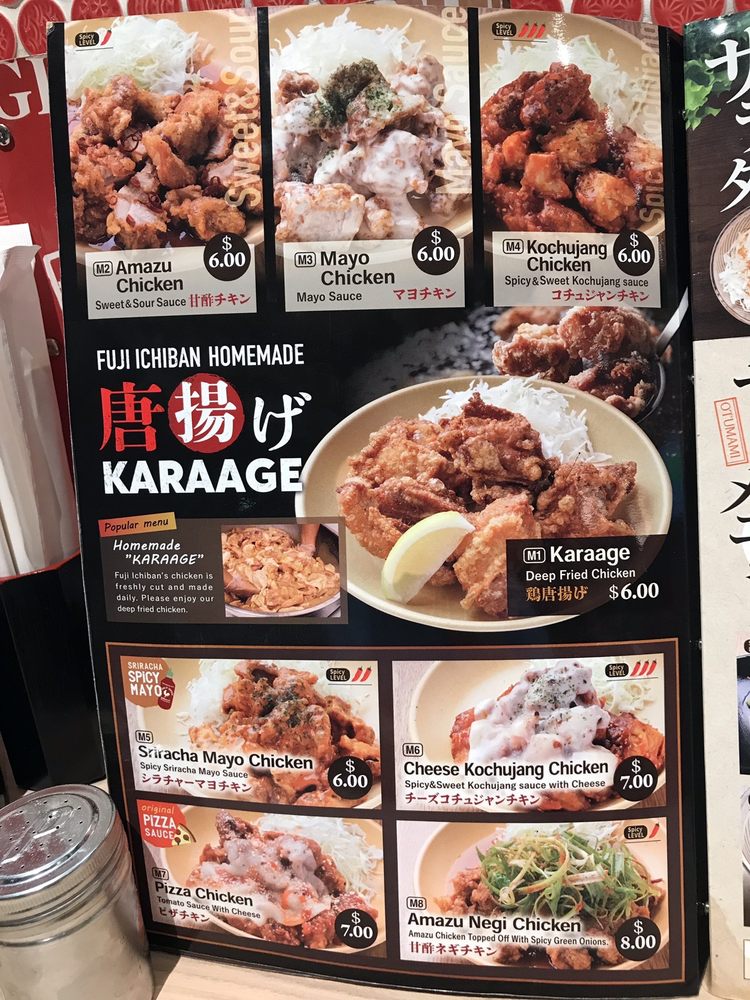 Spicy
LEVEL
Sweet&Sour
$
6.00
M2 Amazu
Chicken
Sweet&Sour Sauce 甘酢チキン
Mayo Sauce
$
6.00
M3 Mayo
Chicken
Mayo Sauce マヨチキン
Spicy
LEVEL
$
6.00
M4 Kochujang
Chicken
Spicy&Sweet Kochujang sauce
コチュジャンチキン
FUJI ICHIBAN HOMEMADE
唐揚げ
KARAAGE
Popular menu
Homemade
"KARAAGE"
Fuji Ichiban's chicken is
freshly cut and made
daily. Please enjoy our
deep fried chicken.
M1 Karaage
Deep Fried Chicken
鶏唐揚げ $6.00
SRIRACHA
SPICY
MAYO
Spicy
LEVEL
M5
Sriracha Mayo Chicken
Spicy Sriracha Mayo Sauce
シラチャーマヨチキン
$
6.00
Spicy
LEVEL
M6
Cheese Kochujang Chicken
Spicy&Sweet Kochujang sauce with Cheese
チーズコチュジャンチキン
$
7.00
original
PIZZA
SAUCE
M7
Pizza Chicken
Tomato Sauce With Cheese
ピザチキン
$
7.00
Spicy
LEVEL
M8
Amazu Negi Chicken
Amazu Chicken Topped Off With Spicy Green Onions.
甘酢ネギチキン
$
8.00
サラダ
OTUMAMI